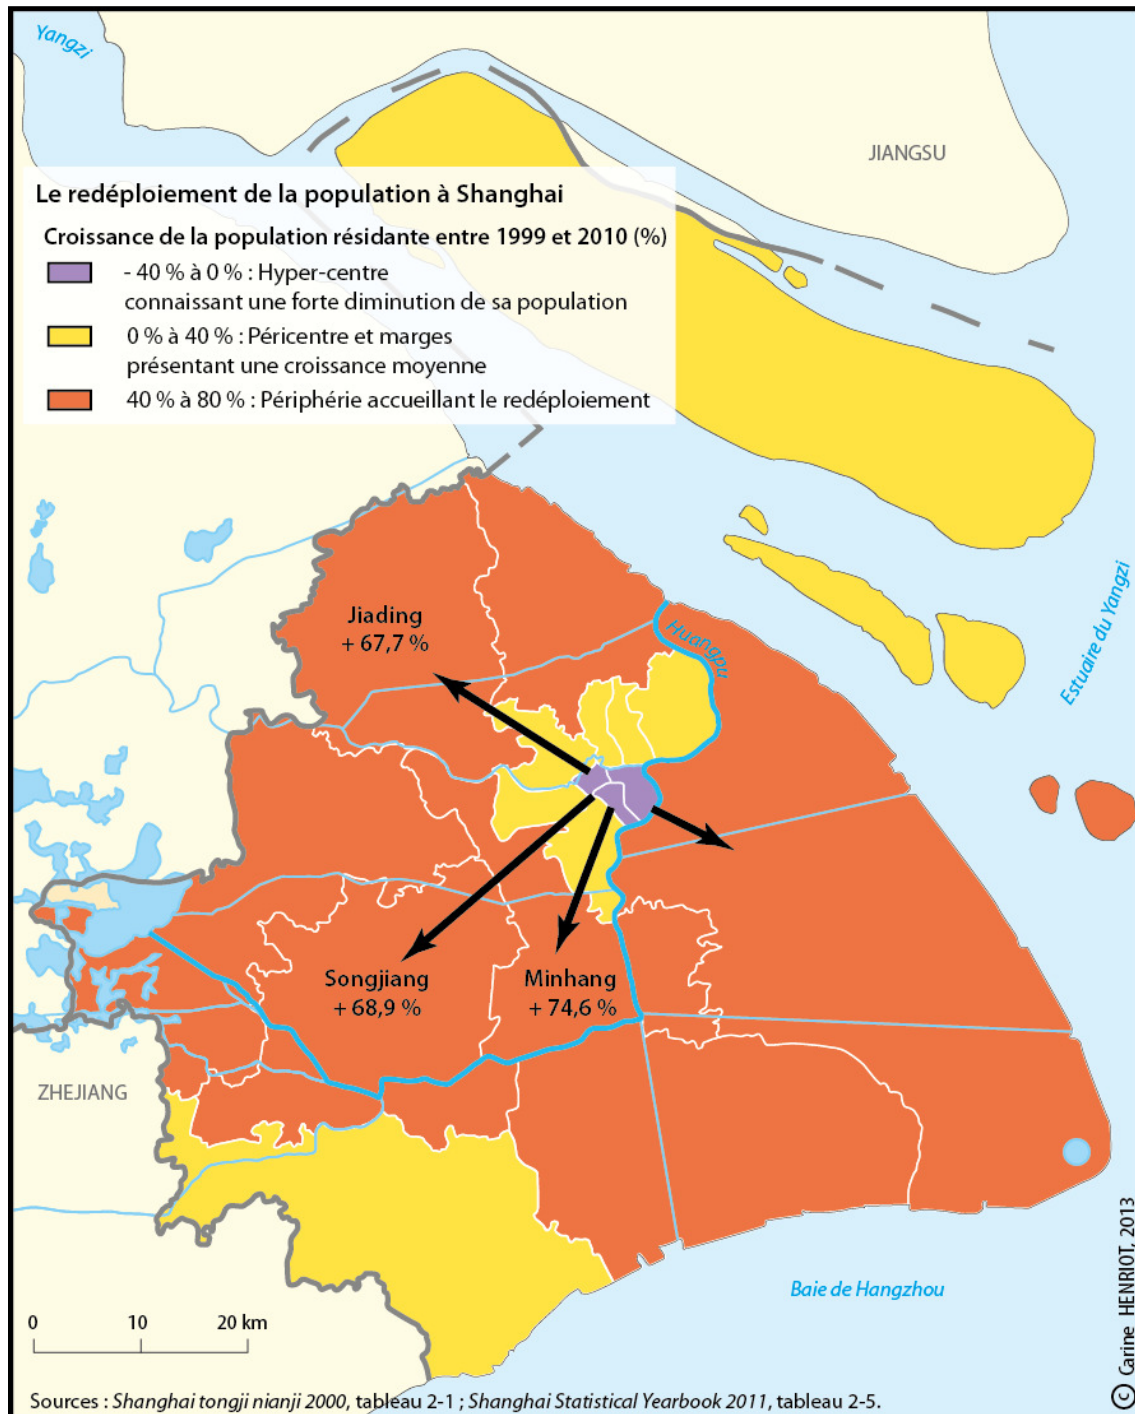 Yangzi
JIANGSU
Le redéploiement de la population à Shanghai
Croissance de la population résidante entre 1999 et 2010 (%)
- 40 % à 0 % : Hyper-centre
connaissant une forte diminution de sa population
0 % à 40 % : Péricentre et marges
présentant une croissance moyenne
40 % à 80 % : Périphérie accueillant le redéploiement
Estuaire du Yangzi
Jiading
+ 67,7 %
Huangpu
Songjiang
+ 68,9 %
Minhang
+ 74,6 %
ZHEJIANG
Baie de Hangzhou
0 10 20 km
Sources : Shanghai tongji nianji 2000, tableau 2-1 ; Shanghai Statistical Yearbook 2011, tableau 2-5.
© Carine HENRIOT, 2013